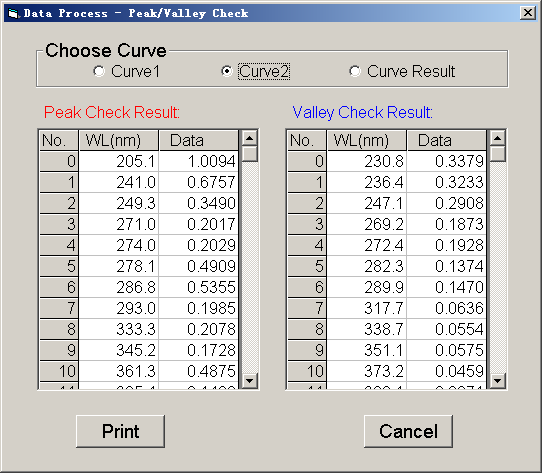 Data Process - Peak/Valley Check
Choose Curve
Curve1 Curve2 Curve Result
Peak Check Result: Valley Check Result:
No. WL(nm) Data No. WL(nm) Data
0 205.1 1.0094 0 230.8 0.3379
1 241.0 0.6757 1 236.4 0.3233
2 249.3 0.3490 2 247.1 0.2908
3 271.0 0.2017 3 269.2 0.1873
4 274.0 0.2029 4 272.4 0.1928
5 278.1 0.4909 5 282.3 0.1374
6 286.8 0.5355 6 289.9 0.1470
7 293.0 0.1985 7 317.7 0.0636
8 333.3 0.2078 8 338.7 0.0554
9 345.2 0.1728 9 351.1 0.0575
10 361.3 0.4875 10 373.2 0.0459
Print Cancel